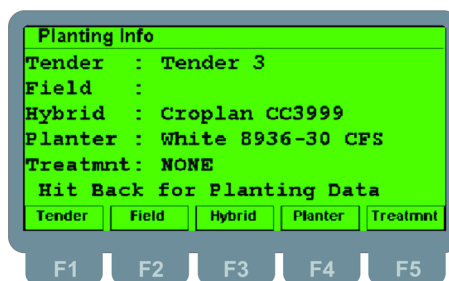 Planting Info
Tender : Tender 3
Field :
Hybrid : Croplan CC3999
Planter : White 8936-30 CFS
Treatmnt: NONE
Hit Back for Planting Data
Tender Field Hybrid Planter Treatmnt
F1 F2 F3 F4 F5